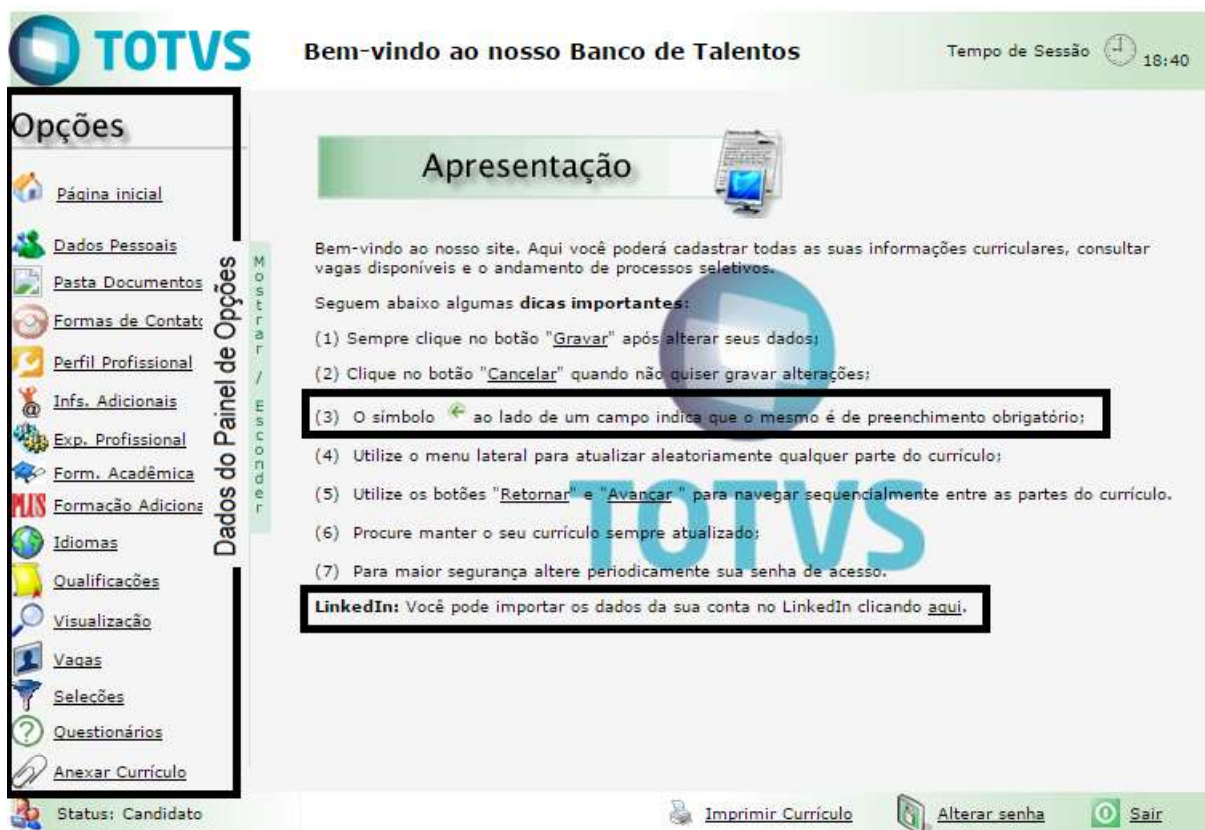 TOTVS
Bem-vindo ao nosso Banco de Talentos
Tempo de Sessão 18:40
Opções
Página inicial
Dados Pessoais
Pasta Documentos
Formas de Contato
Perfil Profissional
Infs. Adicionais
Exp. Profissional
Form. Acadêmica
PLUS Formação Adiciona
Idiomas
Qualificações
Visualização
Vagas
Seleções
Questionários
Anexar Currículo
Dados do Painel de Opções
Mostrar / Esconder
Apresentação
Bem-vindo ao nosso site. Aqui você poderá cadastrar todas as suas informações curriculares, consultar
vagas disponíveis e o andamento de processos seletivos.
Seguem abaixo algumas dicas importantes:
(1) Sempre clique no botão "Gravar" após alterar seus dados;
(2) Clique no botão "Cancelar" quando não quiser gravar alterações;
(3) O símbolo ao lado de um campo indica que o mesmo é de preenchimento obrigatório;
(4) Utilize o menu lateral para atualizar aleatoriamente qualquer parte do currículo;
(5) Utilize os botões "Retornar" e "Avançar " para navegar sequencialmente entre as partes do currículo.
(6) Procure manter o seu currículo sempre atualizado;
(7) Para maior segurança altere periodicamente sua senha de acesso.
LinkedIn: Você pode importar os dados da sua conta no LinkedIn clicando aqui.
TOTVS
Status: Candidato
Imprimir Currículo
Alterar senha
Sair